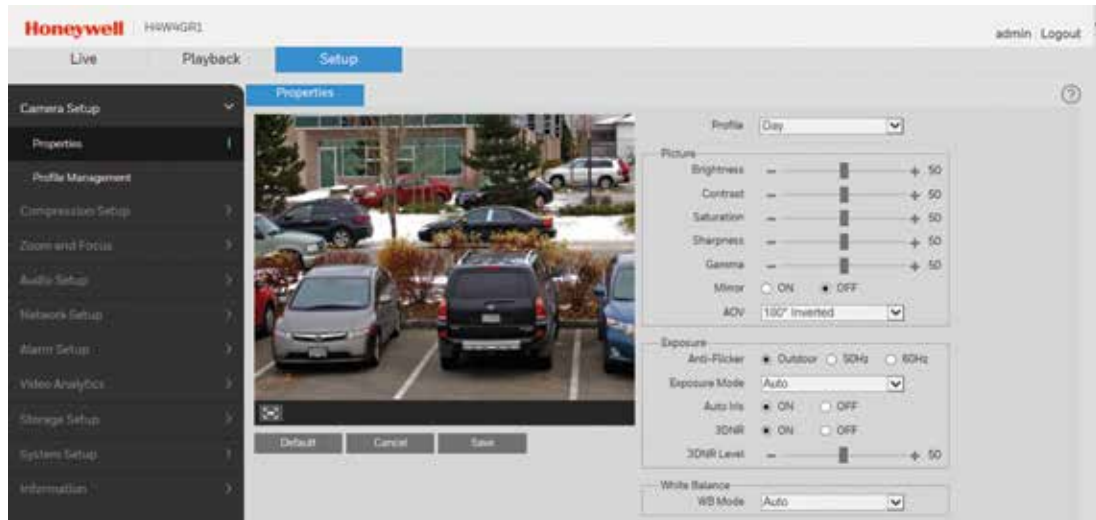 Honeywell H4W4GR1
admin Logout
Live Playback Setup
Properties
Camera Setup
Properties
Profile Management
Compression Setup
Zoom and Focus
Audio Setup
Network Setup
Alarm Setup
Video Analytics
Storage Setup
System Setup
Information
Default Cancel Save
Profile Day
Picture
Brightness - + 50
Contrast - + 50
Saturation - + 50
Sharpness - + 50
Gamma - + 50
Mirror ON OFF
AOV 180° Inverted
Exposure
Anti-Flicker Outdoor 50Hz 60Hz
Exposure Mode Auto
Auto Iris ON OFF
3DNR ON OFF
3DNR Level - + 50
White Balance
WB Mode Auto